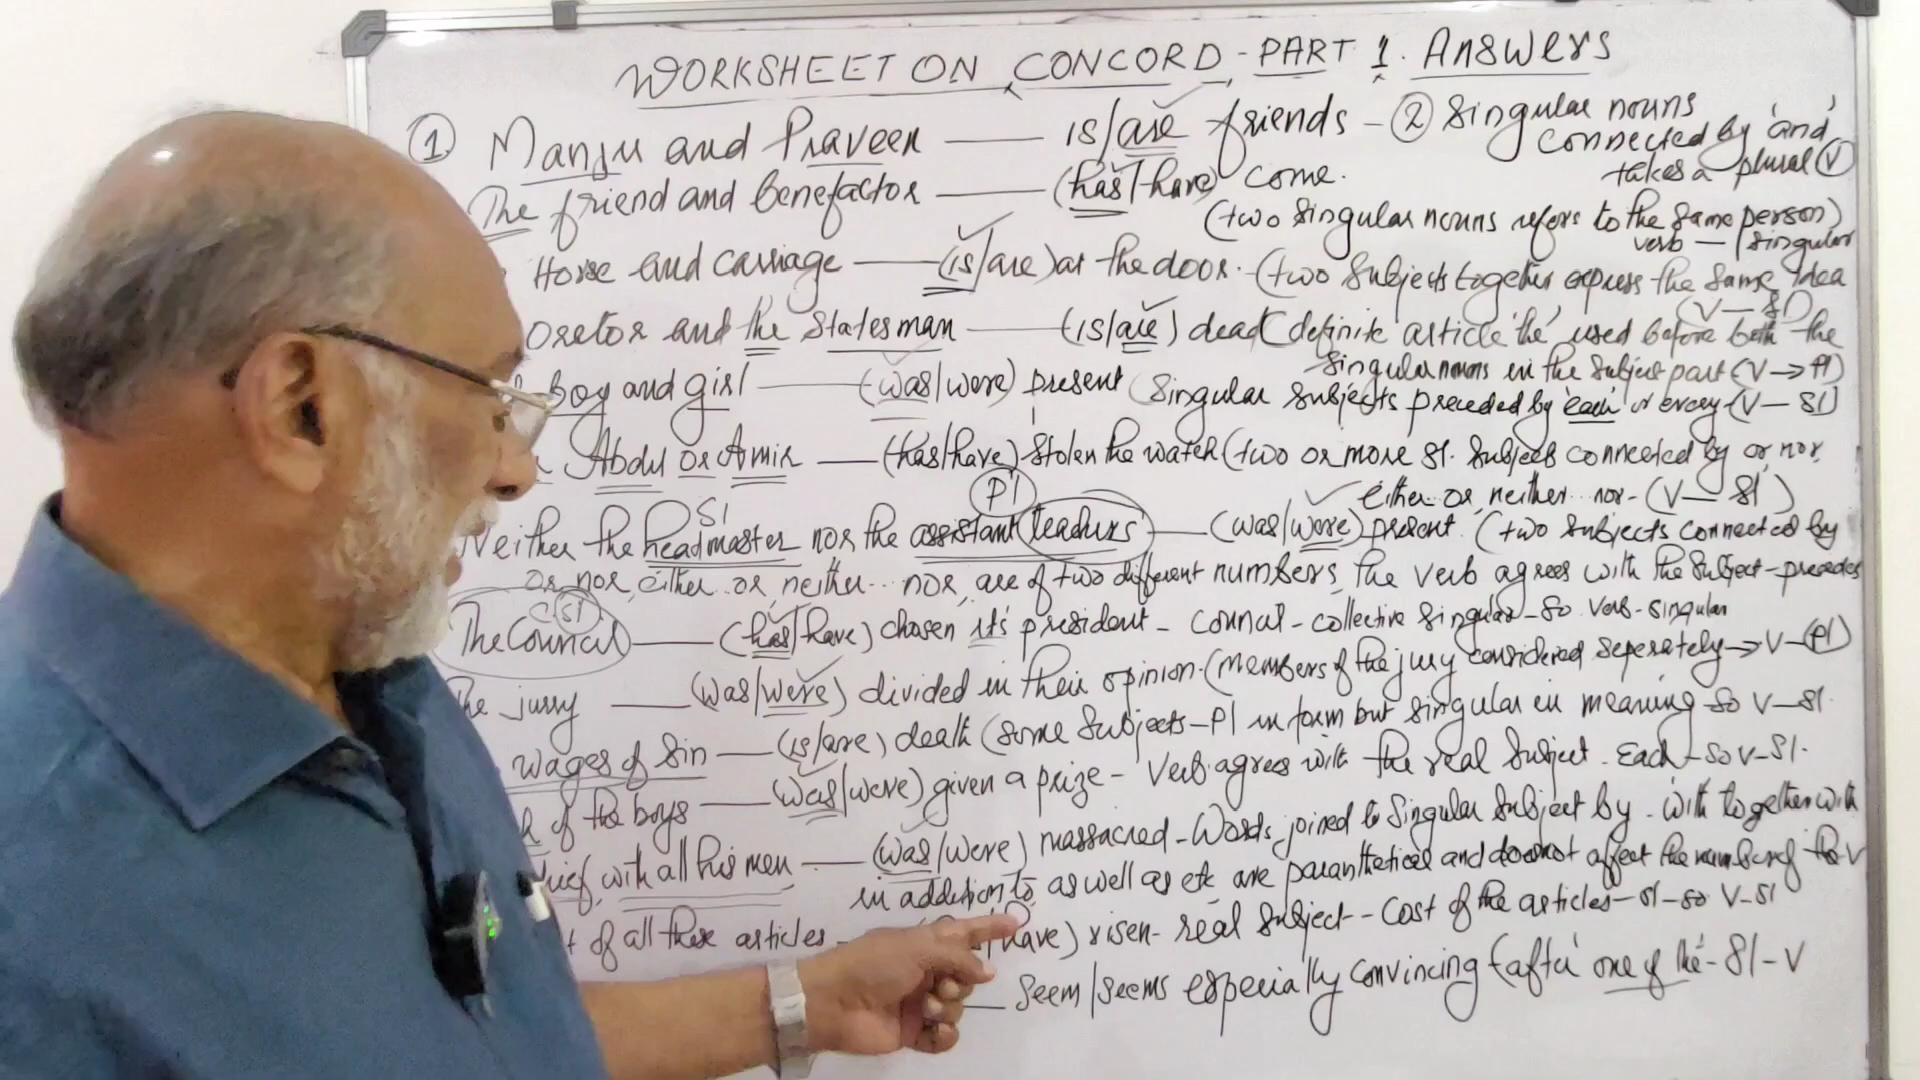 WORKSHEET ON CONCORD - PART 1. ANSWERS
① Manju and Praveen —— is/are friends - ② Singular nouns
connected by 'and'
takes a plural Ⓥ
The friend and benefactor —— (has/have) come.
(two singular nouns refers to the same person)
verb — singular
Horse and carriage —— (is/are) at the door. (two subjects together express the same idea
(V — Sl)
orator and the Statesman —— (is/are) dead (definite article 'the' used before both the
singular nouns in the subject part (V → Pl)
boy and girl —— (was/were) present (singular subjects preceded by each or every (V — Sl)
Abdul or Amir —— (has/have) stolen the watch (two or more Sl. subjects connected by or, nor,
either..or, neither...nor - (V — Sl)
Sl Pl
Neither the headmaster nor the assistant teachers —— (was/were) present. (two subjects connected by
or, nor, either..or, neither...nor, are of two different numbers, the verb agrees with the subject - precedes
C Sl
The Council —— (has/have) chosen it's president - council - collective singular - so verb - singular
The jurry —— (was/were) divided in their opinion. (members of the jury considered seperately → V - (Pl)
wages of Sin —— (is/are) death (some subjects - Pl in form but singular in meaning so V — Sl.
of the boys —— (was/were) given a prize - Verb agrees with the real subject. Each - so V - Sl.
with all his men —— (was/were) massacred - Words joined to singular subject by - with together with
in addition to, as well as etc are paranthetical and do not affect the number of the V
of all these articles —— /have) risen - real subject - cost of the articles - Sl - so V - Sl
—— seem/seems especially convincing (after 'one of the' - Sl - V